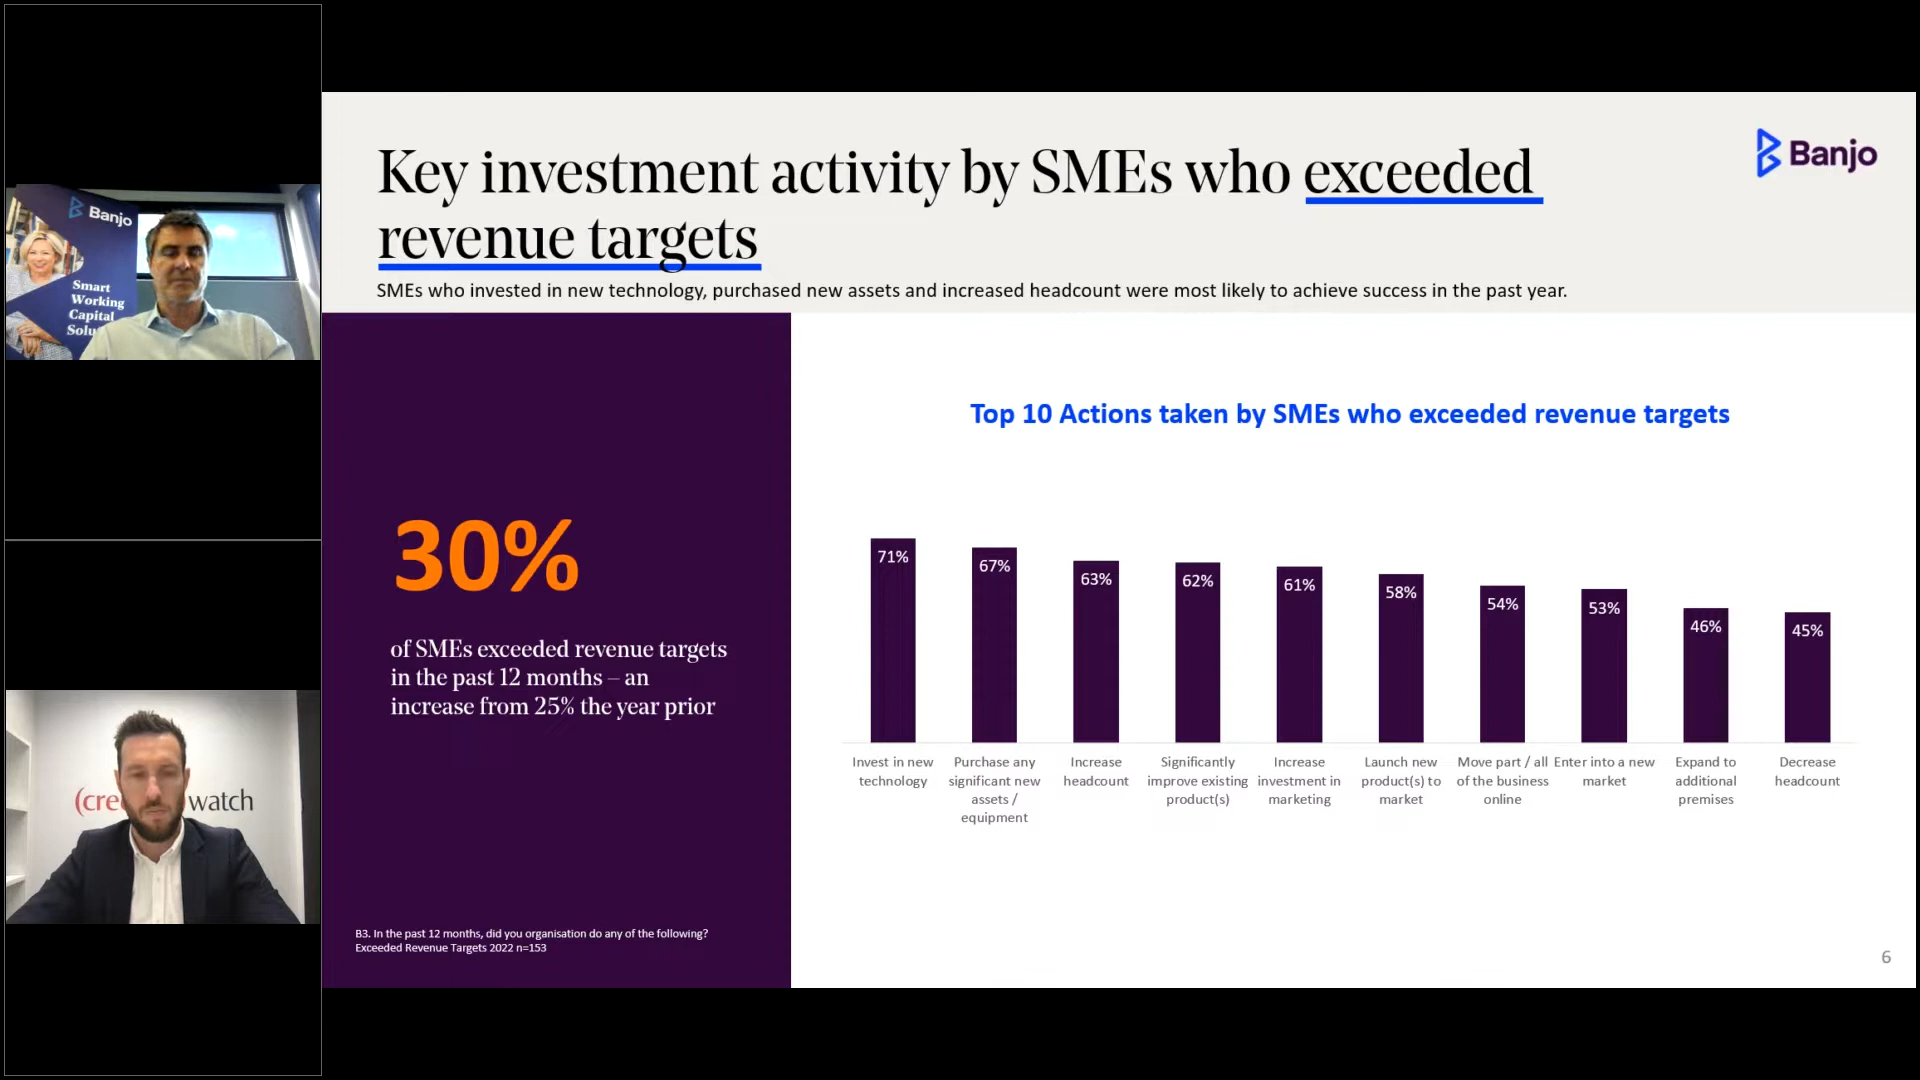 Banjo
Smart
Working
Capital
Solu
(cre
watch
Key investment activity by SMEs who exceeded
revenue targets
Banjo
SMEs who invested in new technology, purchased new assets and increased headcount were most likely to achieve success in the past year.
30%
of SMEs exceeded revenue targets
in the past 12 months – an
increase from 25% the year prior
B3. In the past 12 months, did you organisation do any of the following?
Exceeded Revenue Targets 2022 n=153
Top 10 Actions taken by SMEs who exceeded revenue targets
71%
67%
63%
62%
61%
58%
54%
53%
46%
45%
Invest in new
technology
Purchase any
significant new
assets /
equipment
Increase
headcount
Significantly
improve existing
product(s)
Increase
investment in
marketing
Launch new
product(s) to
market
Move part / all
of the business
online
Enter into a new
market
Expand to
additional
premises
Decrease
headcount
6